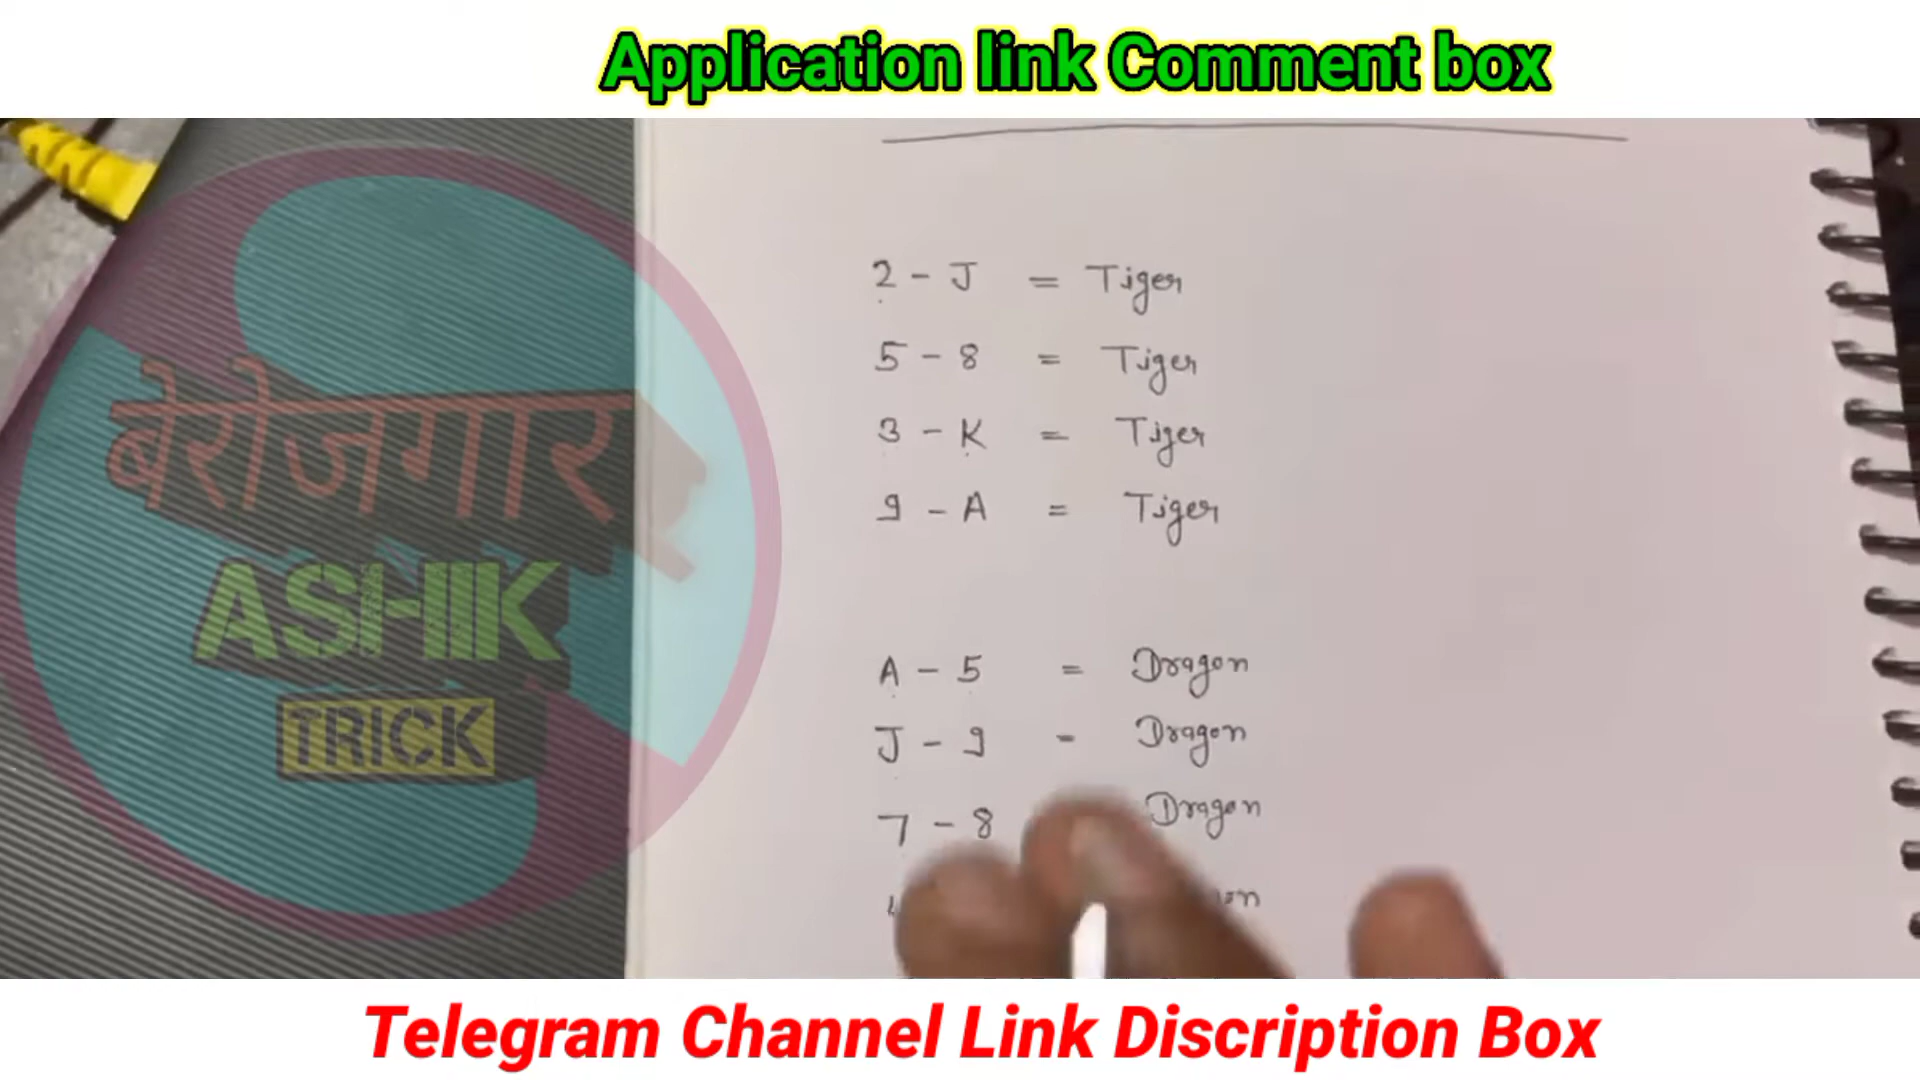 Application link Comment box
2 - J = Tiger
5 - 8 = Tiger
3 - K = Tiger
9 - A = Tiger
A - 5 = Dragon
J - 9 - Dragon
7 - 8 Dragon
बेरोजगार
ASHIK
TRICK
Telegram Channel Link Discription Box